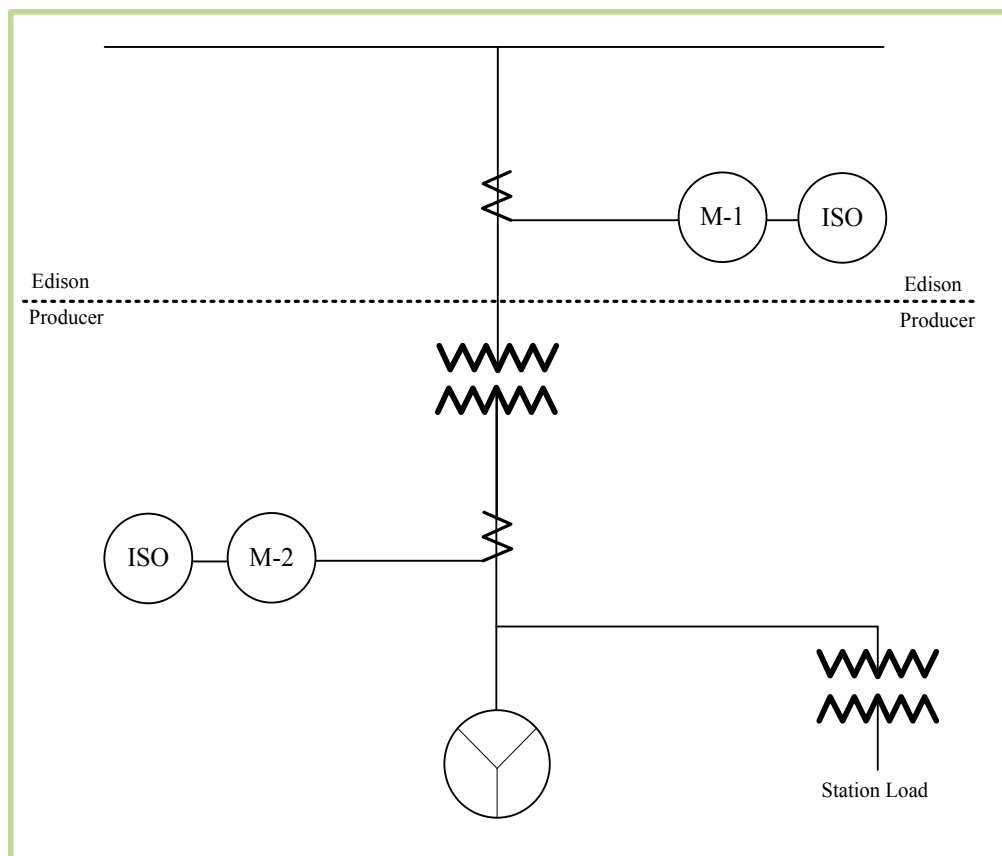 M-1
ISO
Edison
Edison
Producer
Producer
ISO
M-2
Station Load